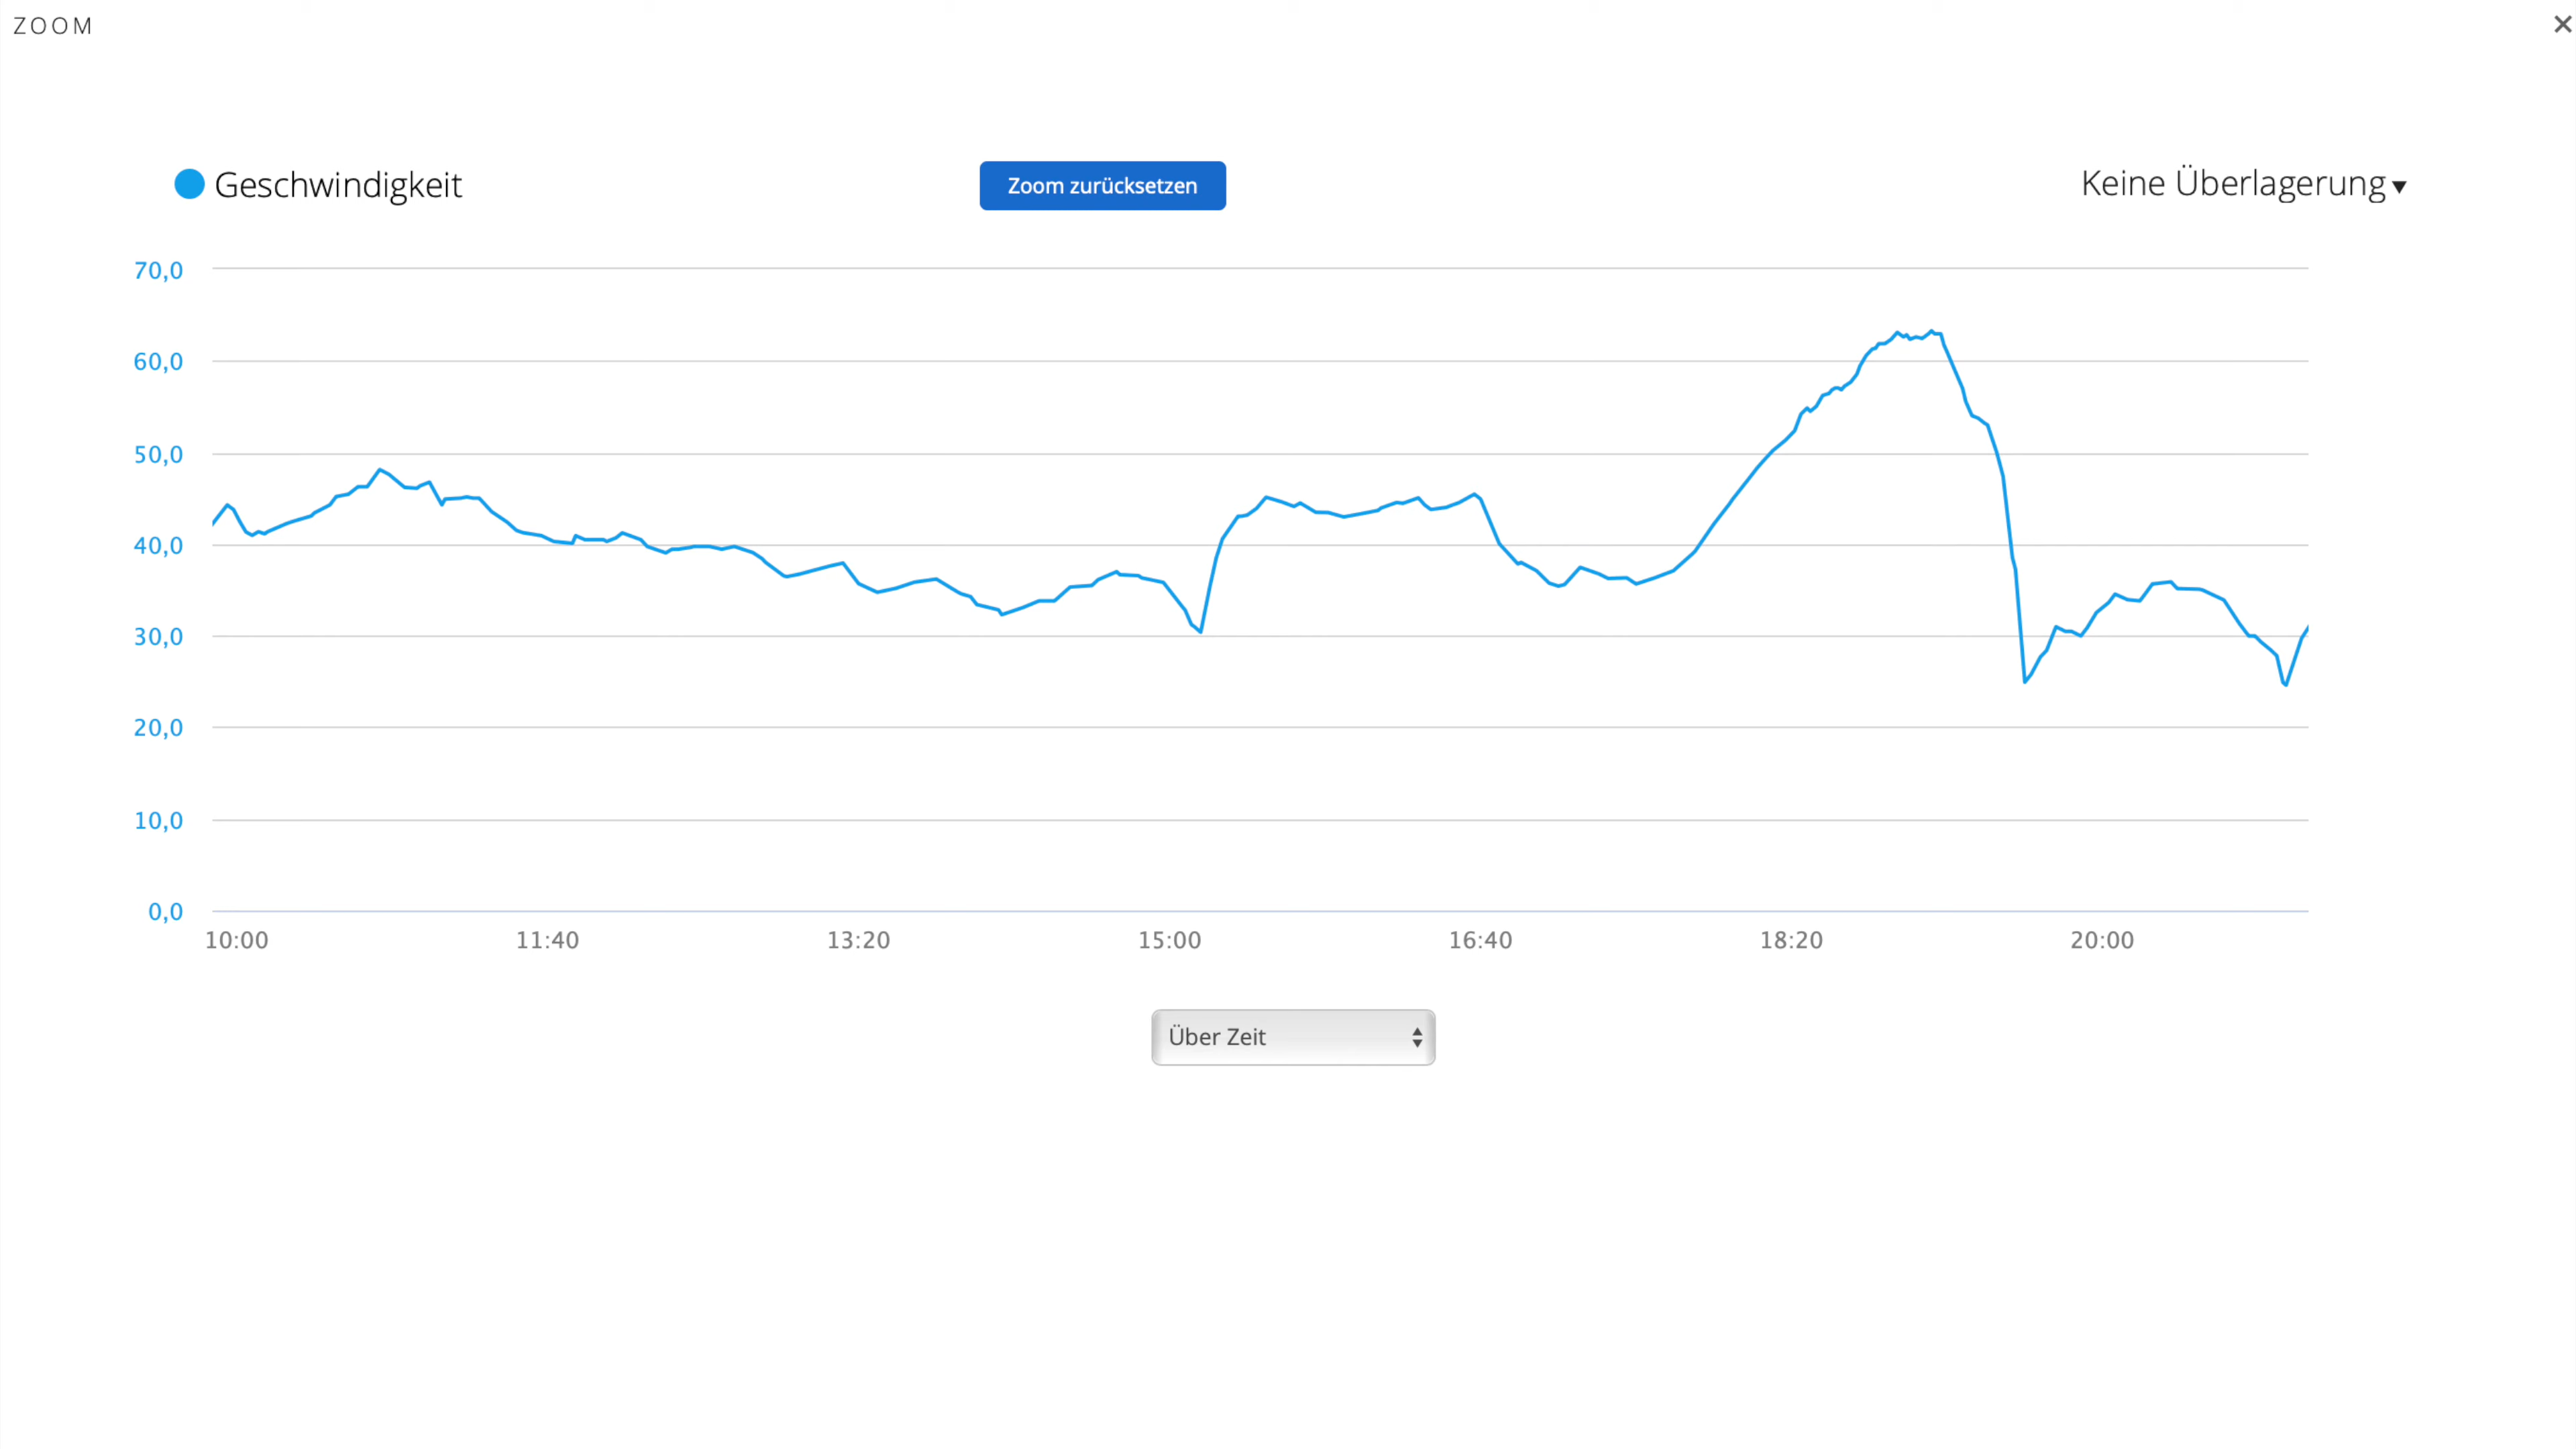 ZOOM
×
Geschwindigkeit
Zoom zurücksetzen
Keine Überlagerung
70,0
60,0
50,0
40,0
30,0
20,0
10,0
0,0
10:00 11:40 13:20 15:00 16:40 18:20 20:00
Über Zeit